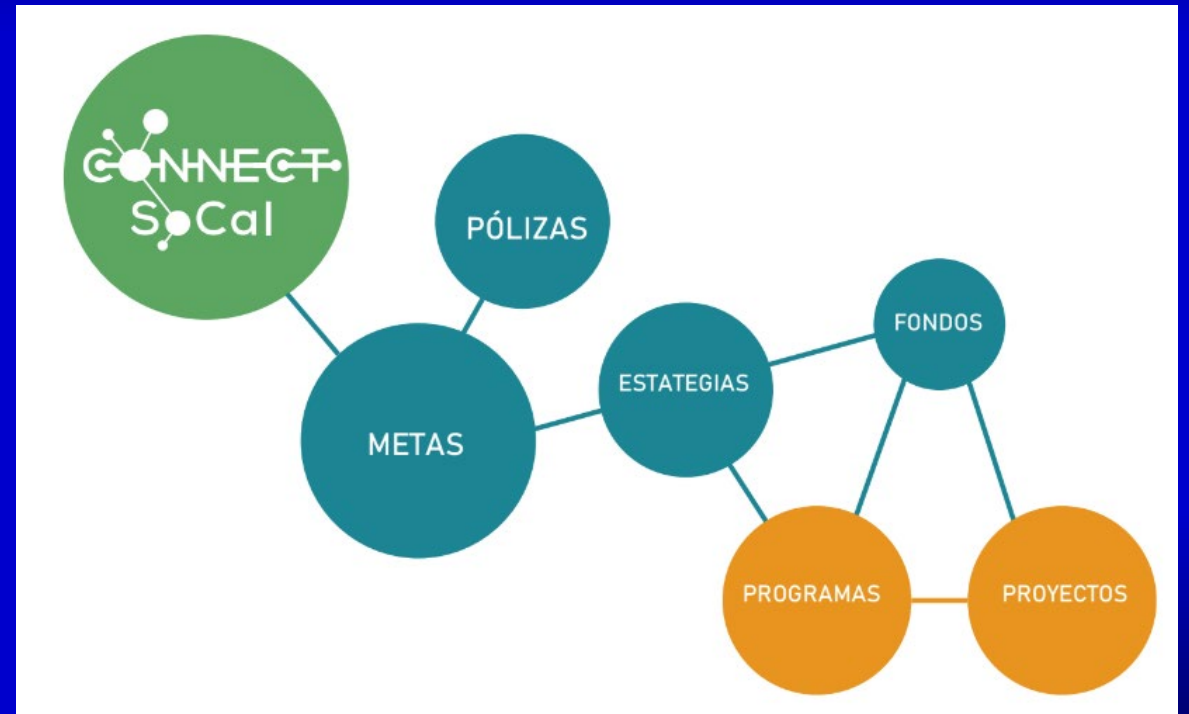 CONNECT
SoCal
PÓLIZAS
METAS
ESTATEGIAS
FONDOS
PROGRAMAS
PROYECTOS